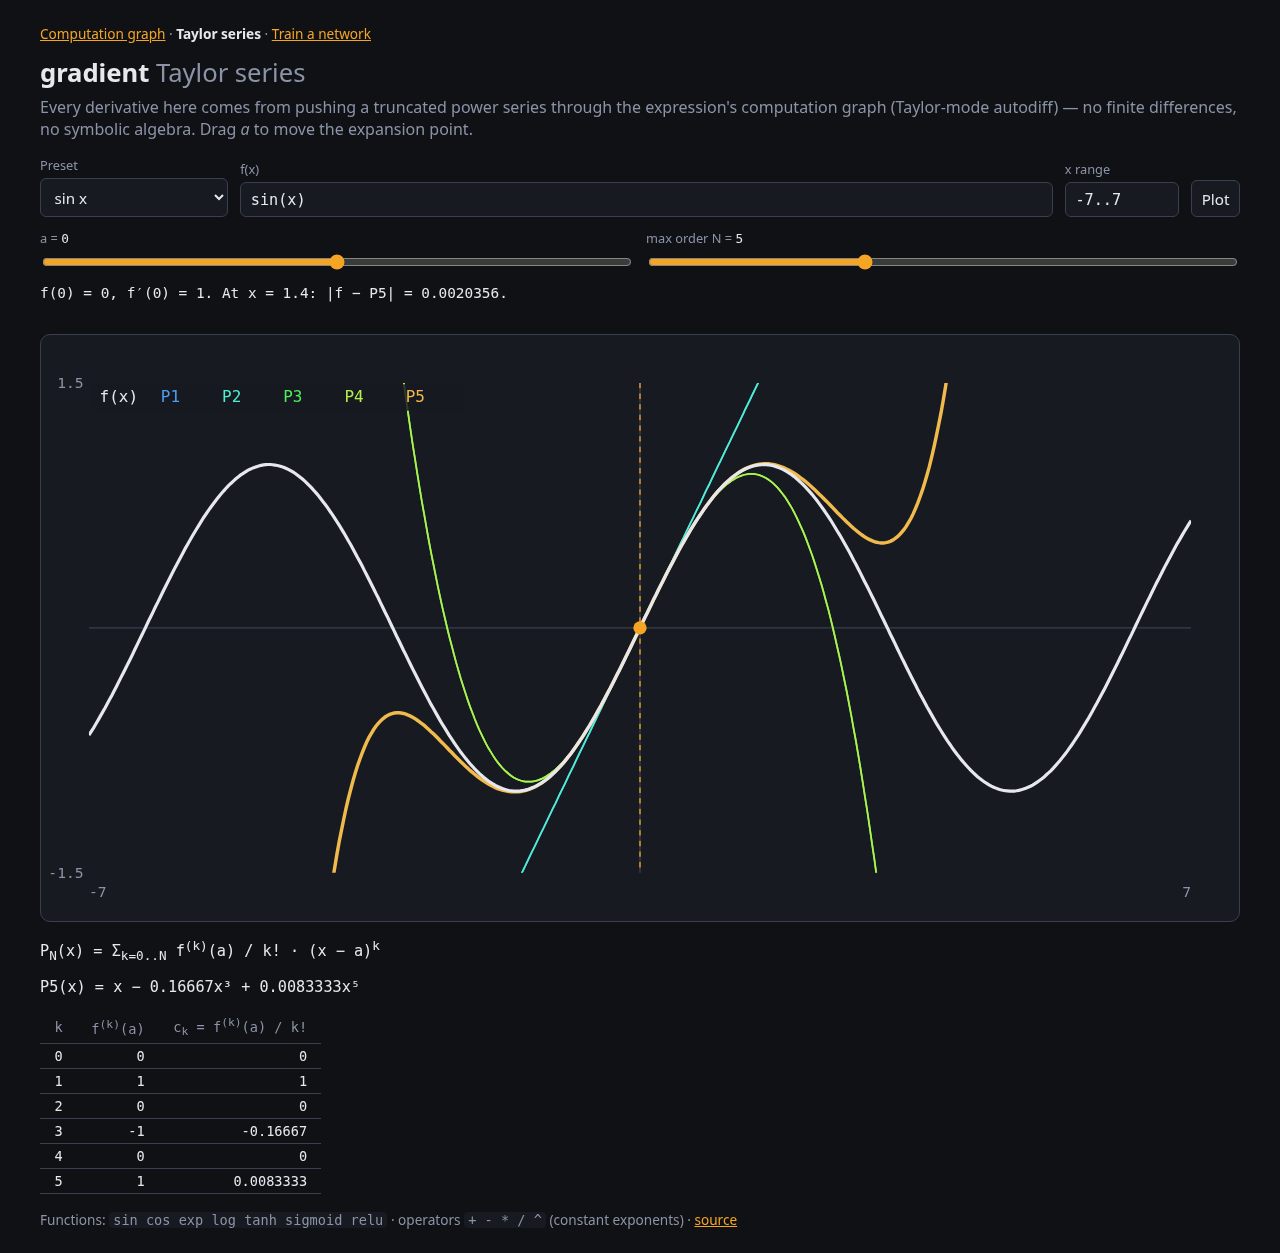 Computation graph · Taylor series · Train a network
gradient Taylor series
Every derivative here comes from pushing a truncated power series through the expression's computation graph (Taylor-mode autodiff) — no finite differences,
no symbolic algebra. Drag a to move the expansion point.
Preset f(x) x range
sin x sin(x) -7..7 Plot
a = 0 max order N = 5
f(0) = 0, f′(0) = 1. At x = 1.4: |f − P5| = 0.0020356.
1.5
f(x) P1 P2 P3 P4 P5
-1.5
-7 7
P_N(x) = Σ_{k=0..N} f^{(k)}(a) / k! · (x − a)^k
P5(x) = x − 0.16667x³ + 0.0083333x⁵
k f^{(k)}(a) c_k = f^{(k)}(a) / k!
0 0 0
1 1 1
2 0 0
3 -1 -0.16667
4 0 0
5 1 0.0083333
Functions: sin cos exp log tanh sigmoid relu · operators + - * / ^ (constant exponents) · source